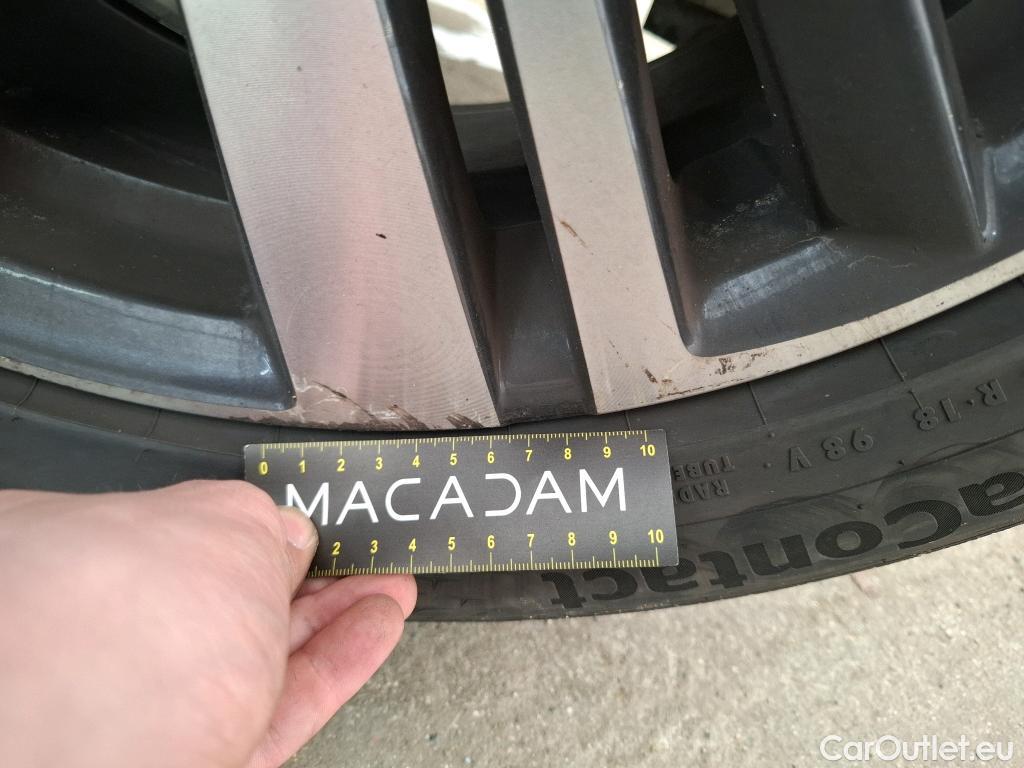 0 1 2 3 4 5 6 7 8 9 10
MACADAM
2 3 4 5 6 7 8 9 10
R·18 98 V ·
TUBE
RAD
aContact
CarOutlet.eu